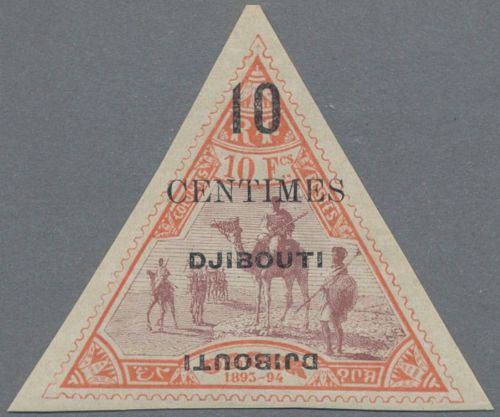 10
R F
10 Fcs
CENTIMES
DJIBOUTI
DJIBOUTI
1893-94